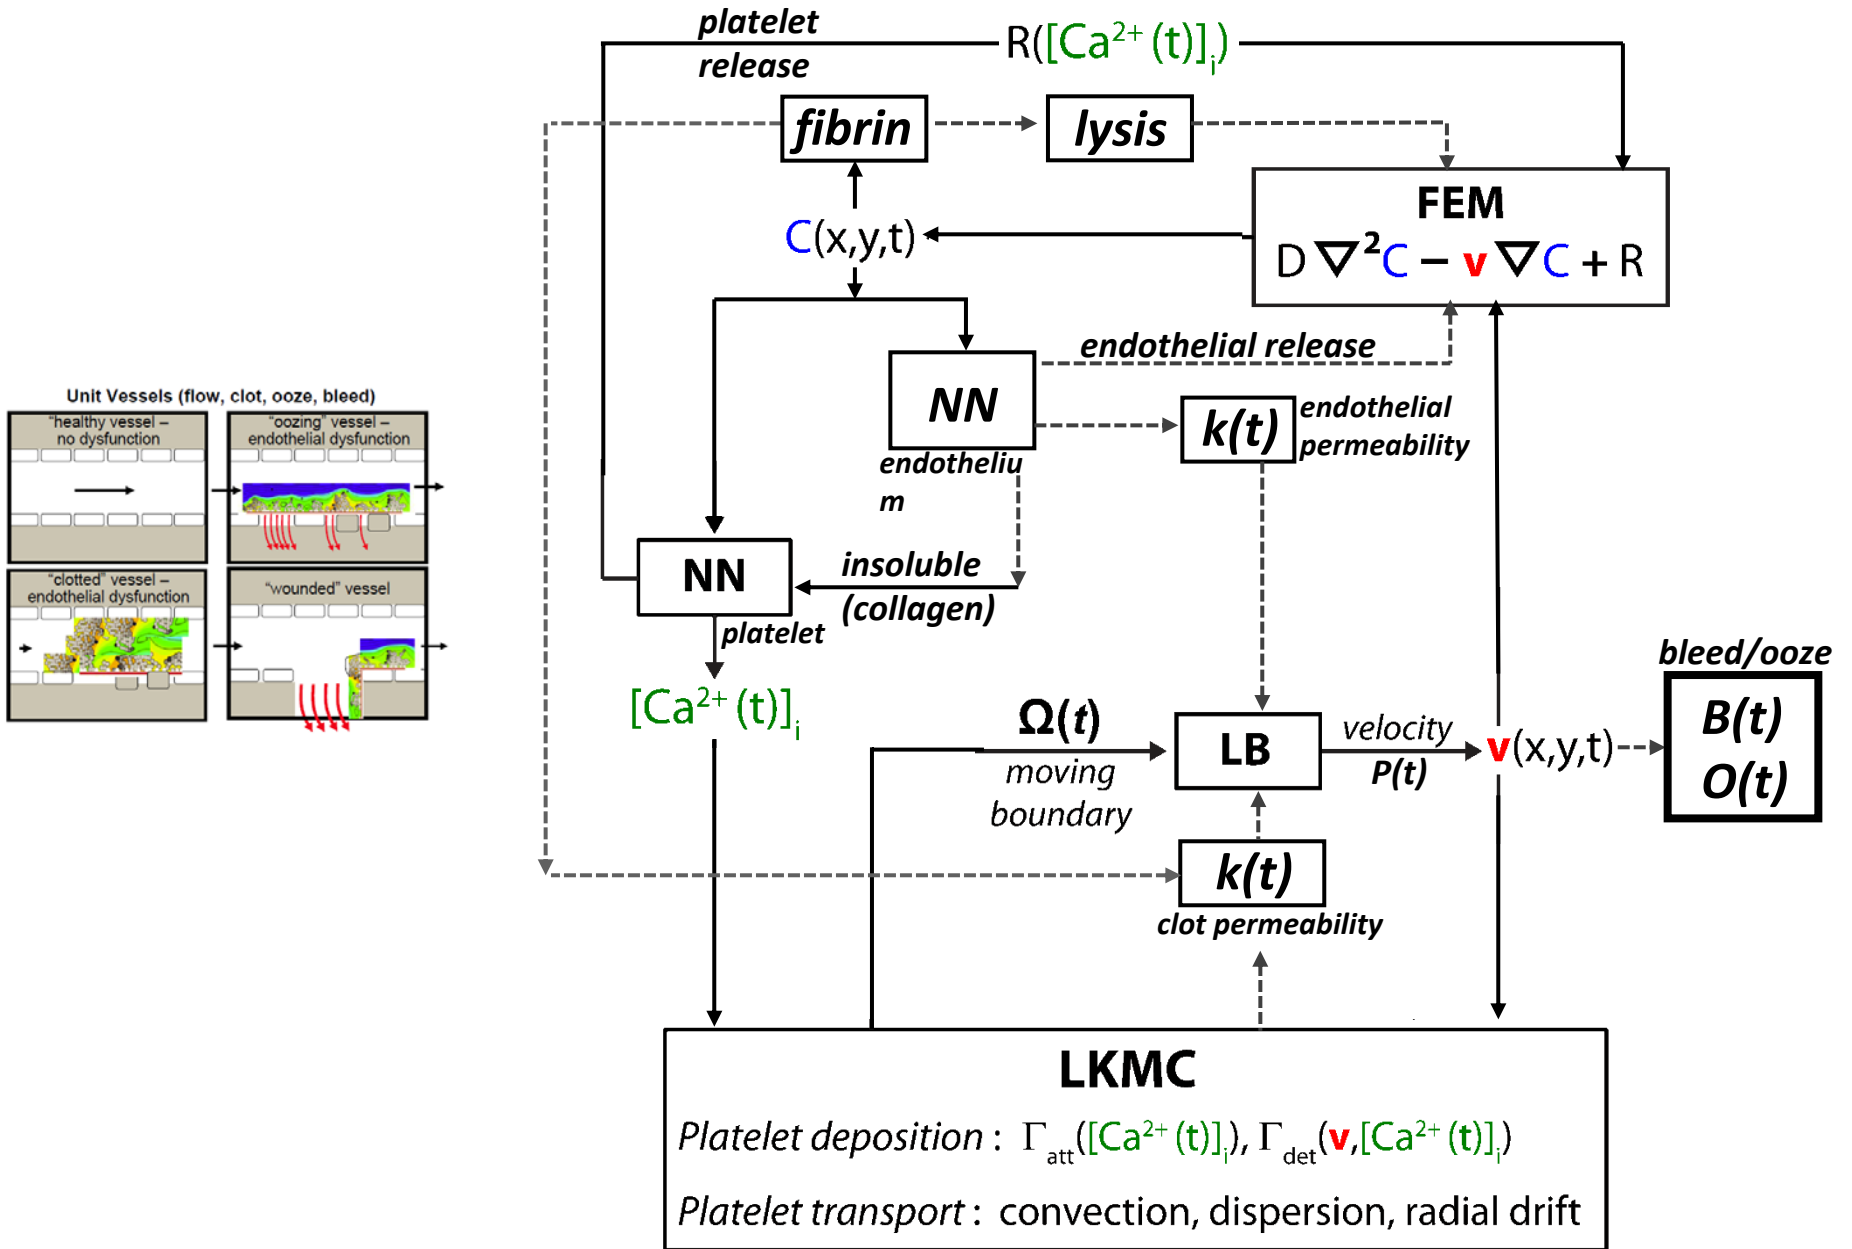 platelet
release
R([Ca²⁺(t)]ᵢ)
fibrin
lysis
FEM
D ∇²C − v ∇C + R
C(x,y,t)
endothelial release
NN
endotheliu
m
k(t)
endothelial
permeability
Unit Vessels (flow, clot, ooze, bleed)
"healthy vessel –
no dysfunction
"oozing" vessel –
endothelial dysfunction
"clotted" vessel –
endothelial dysfunction
"wounded" vessel
NN
platelet
insoluble
(collagen)
[Ca²⁺(t)]ᵢ
Ω(t)
moving
boundary
LB
velocity
P(t)
v(x,y,t)
bleed/ooze
B(t)
O(t)
k(t)
clot permeability
LKMC
Platelet deposition : Γatt([Ca²⁺(t)]ᵢ), Γdet(v,[Ca²⁺(t)]ᵢ)
Platelet transport : convection, dispersion, radial drift